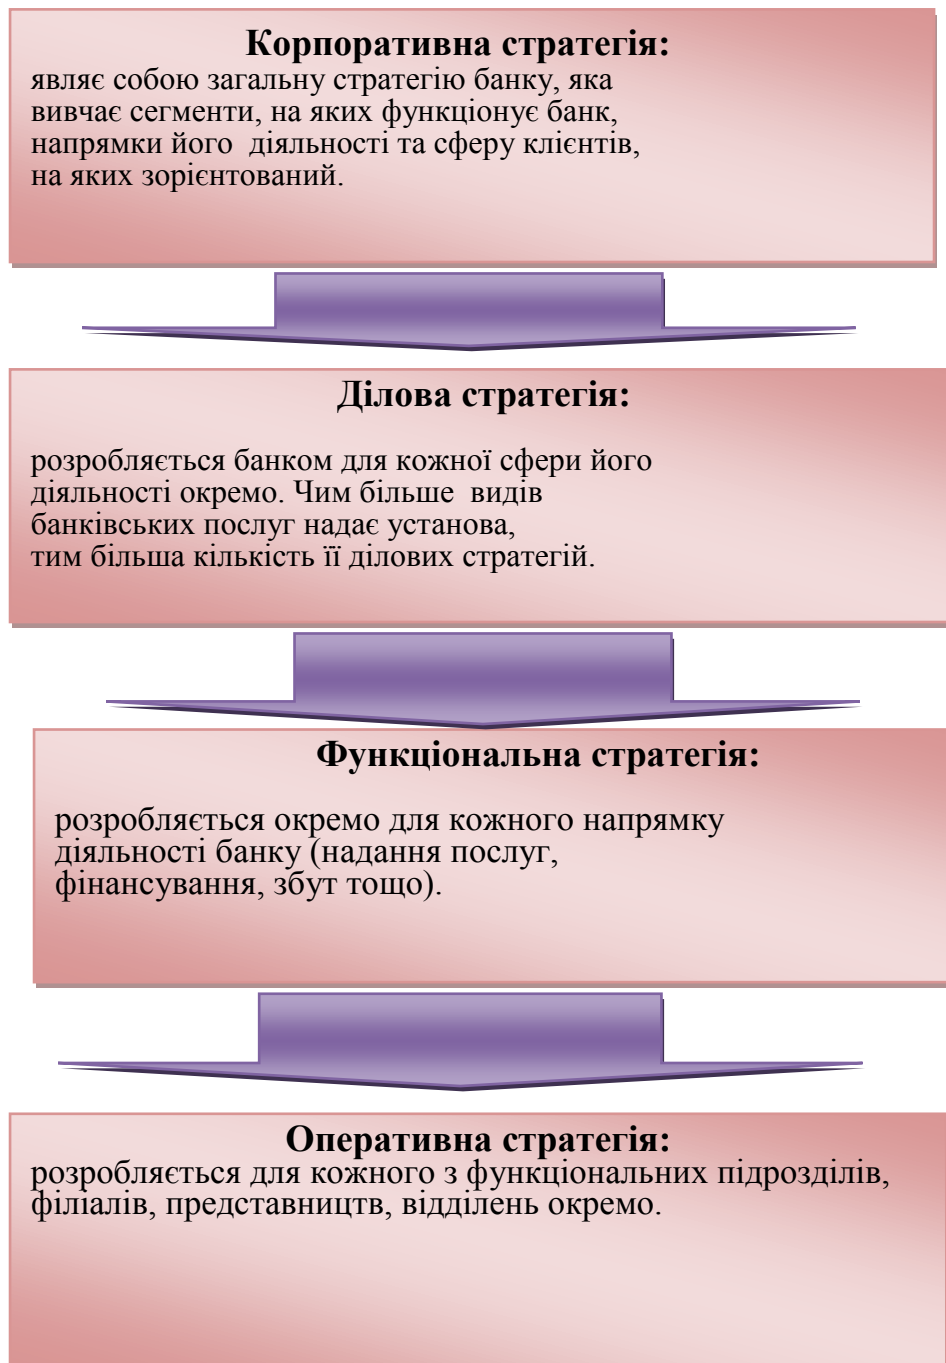 Корпоративна стратегія:
являє собою загальну стратегію банку, яка
вивчає сегменти, на яких функціонує банк,
напрямки його діяльності та сферу клієнтів,
на яких зорієнтований.
Ділова стратегія:
розробляється банком для кожної сфери його
діяльності окремо. Чим більше видів
банківських послуг надає установа,
тим більша кількість її ділових стратегій.
Функціональна стратегія:
розробляється окремо для кожного напрямку
діяльності банку (надання послуг,
фінансування, збут тощо).
Оперативна стратегія:
розробляється для кожного з функціональних підрозділів,
філіалів, представництв, відділень окремо.